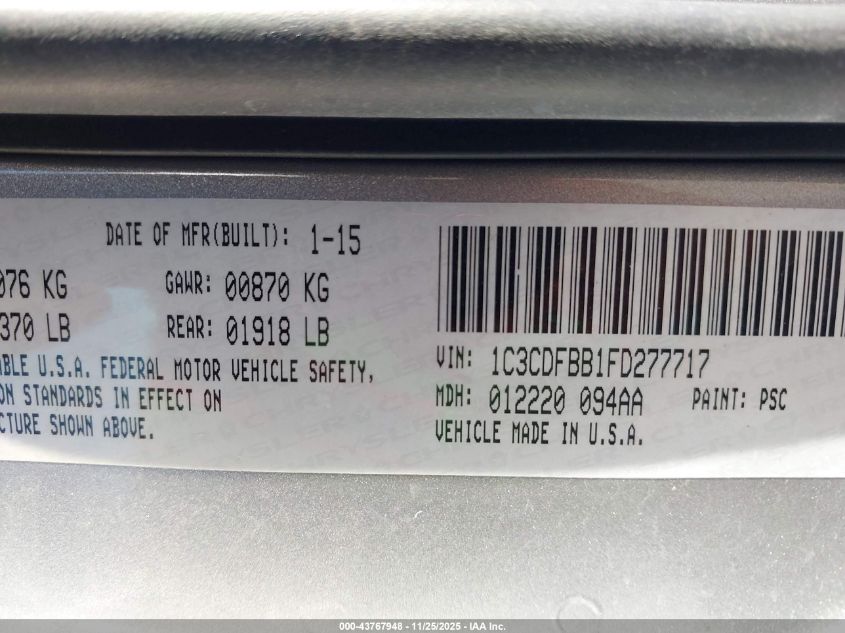 DATE OF MFR(BUILT): 1-15
076 KG GAWR: 00870 KG
370 LB REAR: 01918 LB
ABLE U.S.A. FEDERAL MOTOR VEHICLE SAFETY,
ON STANDARDS IN EFFECT ON
CTURE SHOWN ABOVE.
VIN: 1C3CDFBB1FD277717
MDH: 012220 094AA PAINT: PSC
VEHICLE MADE IN U.S.A.
000-43767948 - 11/25/2025 - IAA Inc.